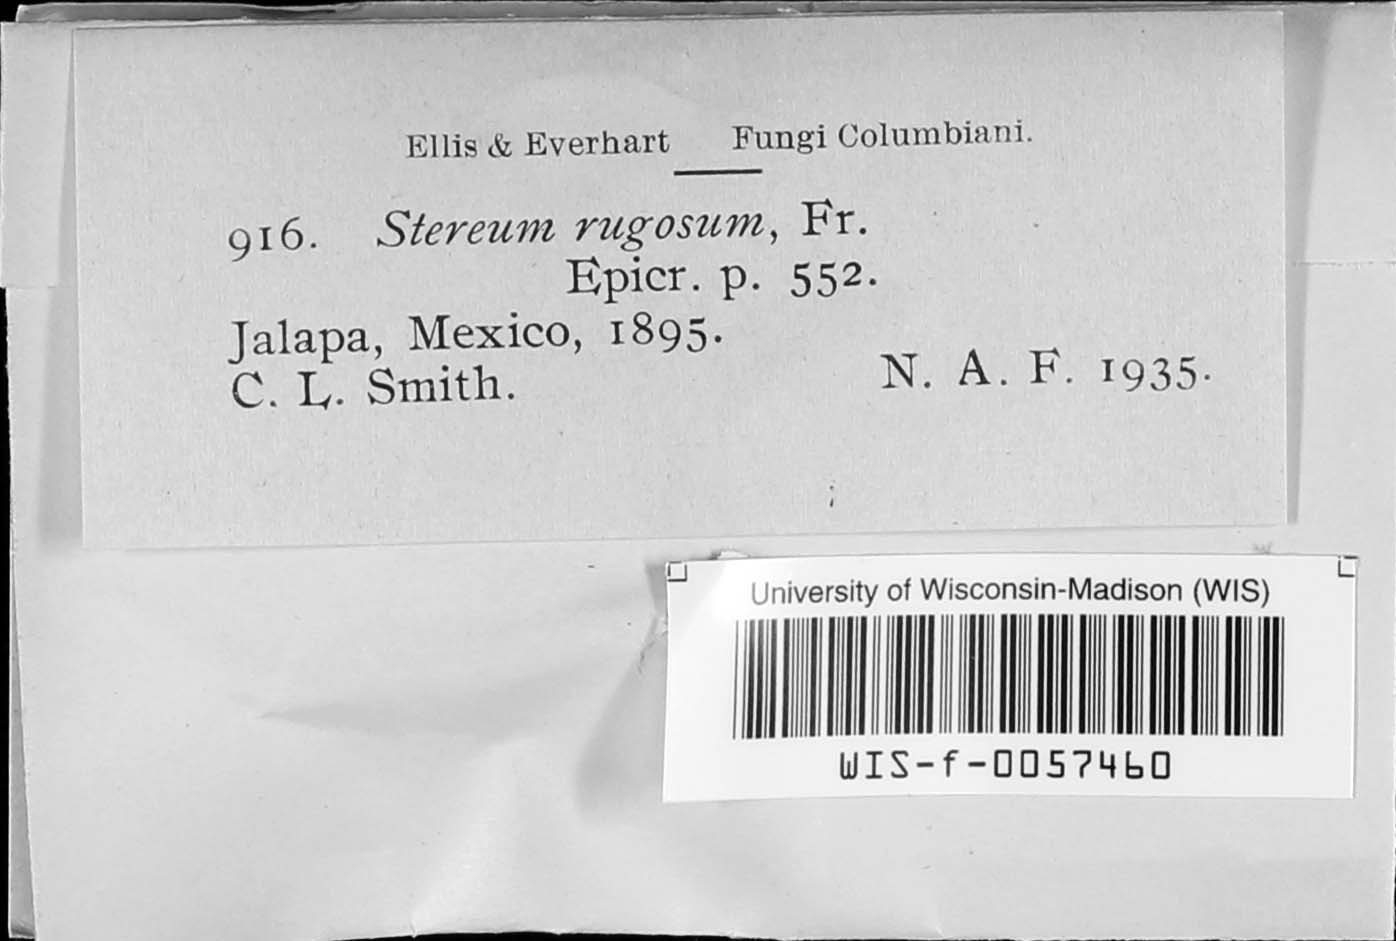 Ellis & Everhart Fungi Columbiani.
916. Stereum rugosum, Fr.
Epicr. p. 552.
Jalapa, Mexico, 1895.
C. L. Smith.
N. A. F. 1935.
University of Wisconsin-Madison (WIS)
WIS-f-0057460